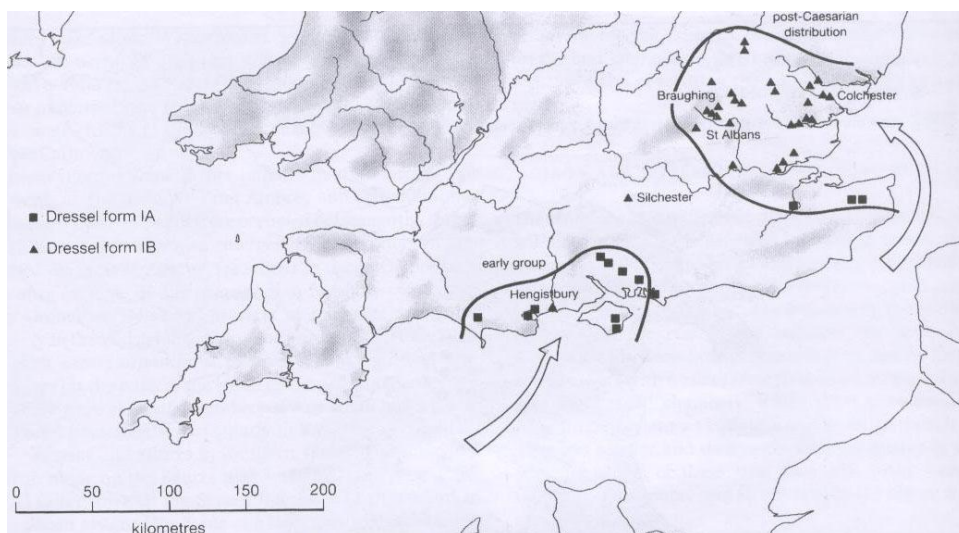 post-Caesarian
distribution
Braughing
Colchester
St Albans
■ Dressel form IA
▲ Dressel form IB
Silchester
early group
Hengistbury
0 50 100 150 200
kilometres